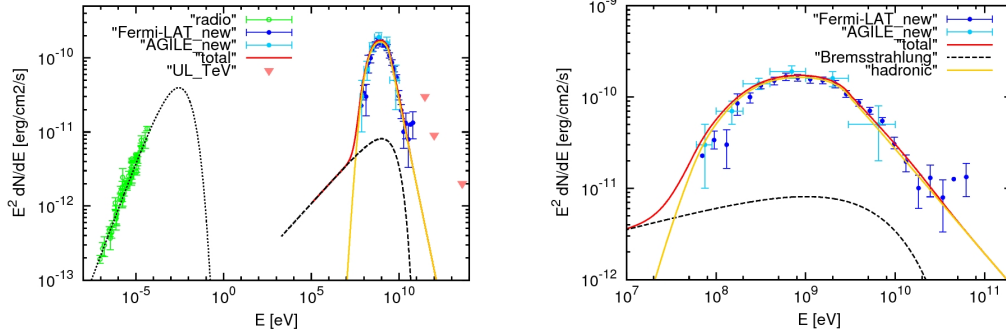 "radio"
"Fermi-LAT_new"
"AGILE_new"
"total"
"UL_TeV"
10^-10
10^-11
10^-12
10^-13
E^2 dN/dE [erg/cm2/s]
10^-5
10^0
10^5
10^10
E [eV]
"Fermi-LAT_new"
"AGILE_new"
"total"
"Bremsstrahlung"
"hadronic"
10^-9
10^-10
10^-11
10^-12
E^2 dN/dE [erg/cm2/s]
10^7
10^8
10^9
10^10
10^11
E [eV]